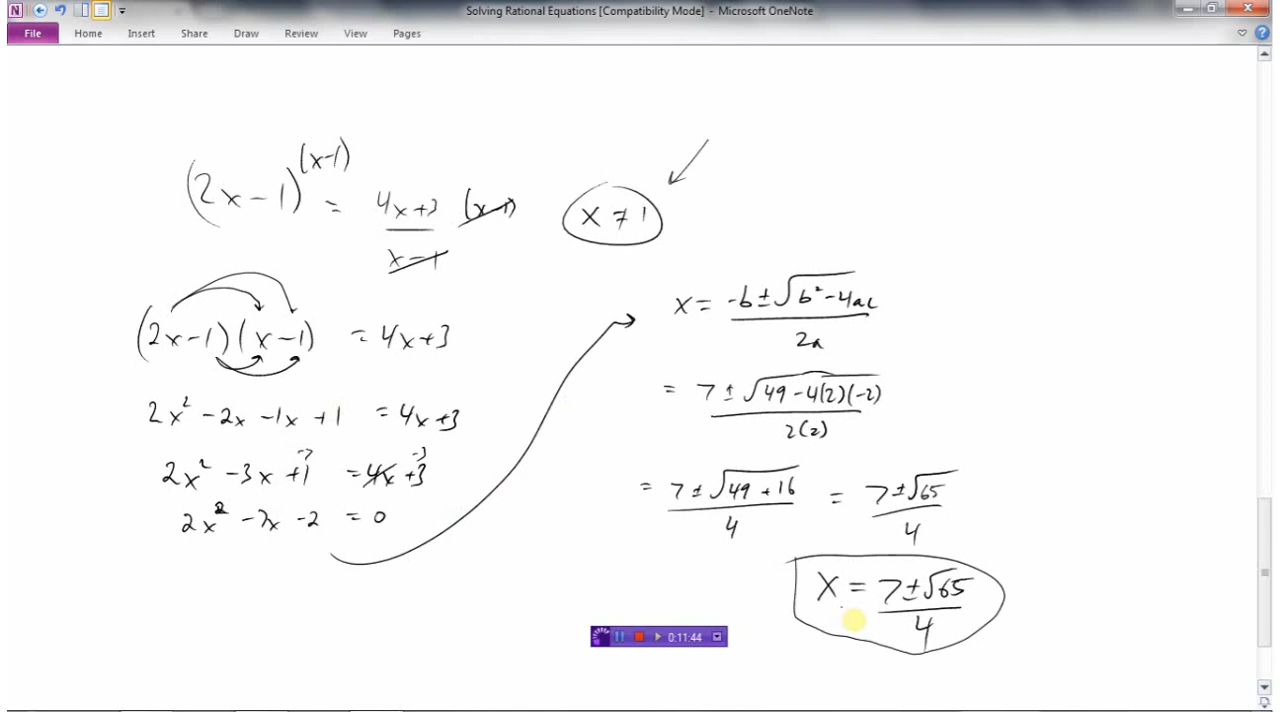 Solving Rational Equations [Compatibility Mode] - Microsoft OneNote
File Home Insert Share Draw Review View Pages
(2x-1)^(x-1) = (4x+3)/(x-1) (x-1)
x ≠ 1
(2x-1)(x-1) = 4x+3
2x² -2x -1x +1 = 4x+3
2x² -3x +1 = 4x +3
-3 -3
2x² -7x -2 = 0
x = (-b ± √(b²-4ac))/(2a)
= (7 ± √(49-4(2)(-2)))/(2(2))
= (7 ± √(49+16))/4 = (7±√65)/4
x = (7±√65)/4
0:11:44